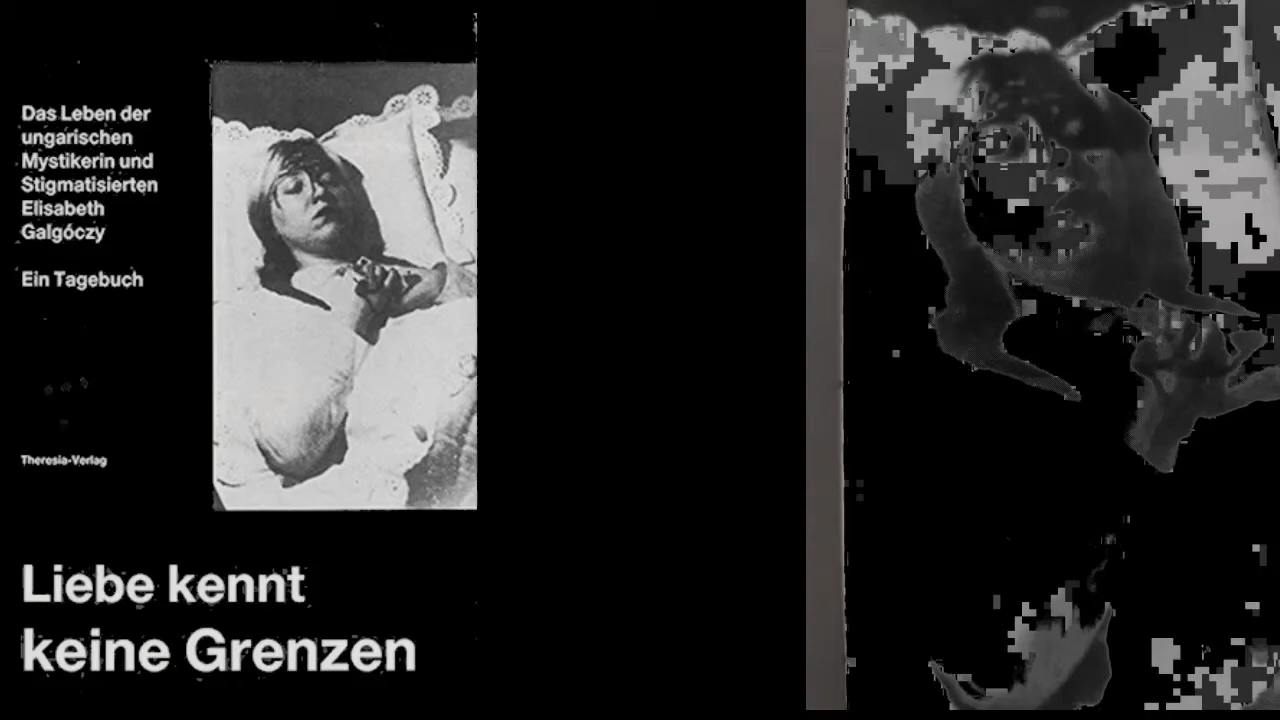 Das Leben der
ungarischen
Mystikerin und
Stigmatisierten
Elisabeth
Galgóczy
Ein Tagebuch
Theresia-Verlag
Liebe kennt
keine Grenzen